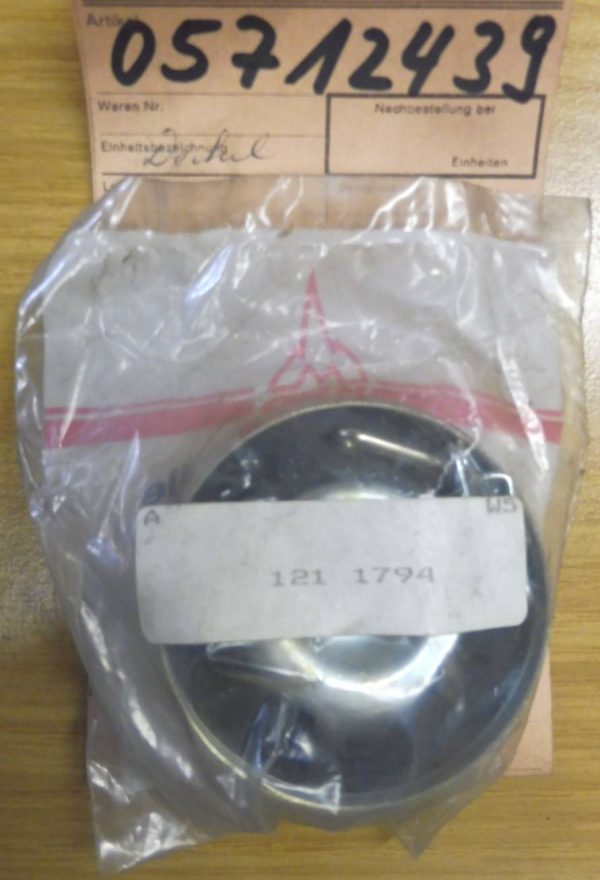 Artikel
05712439
Waren Nr.
Nachbestellung bei
Einheitsbezeichnung Deckel
Einheiten
A WS
121 1794